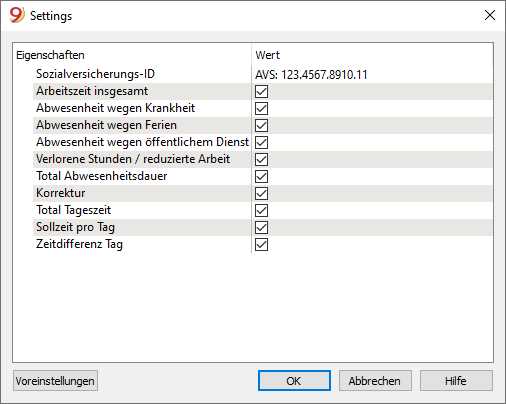 Settings
Eigenschaften Wert
Sozialversicherungs-ID AVS: 123.4567.8910.11
Arbeitszeit insgesamt
Abwesenheit wegen Krankheit
Abwesenheit wegen Ferien
Abwesenheit wegen öffentlichem Dienst
Verlorene Stunden / reduzierte Arbeit
Total Abwesenheitsdauer
Korrektur
Total Tageszeit
Sollzeit pro Tag
Zeitdifferenz Tag
Voreinstellungen OK Abbrechen Hilfe